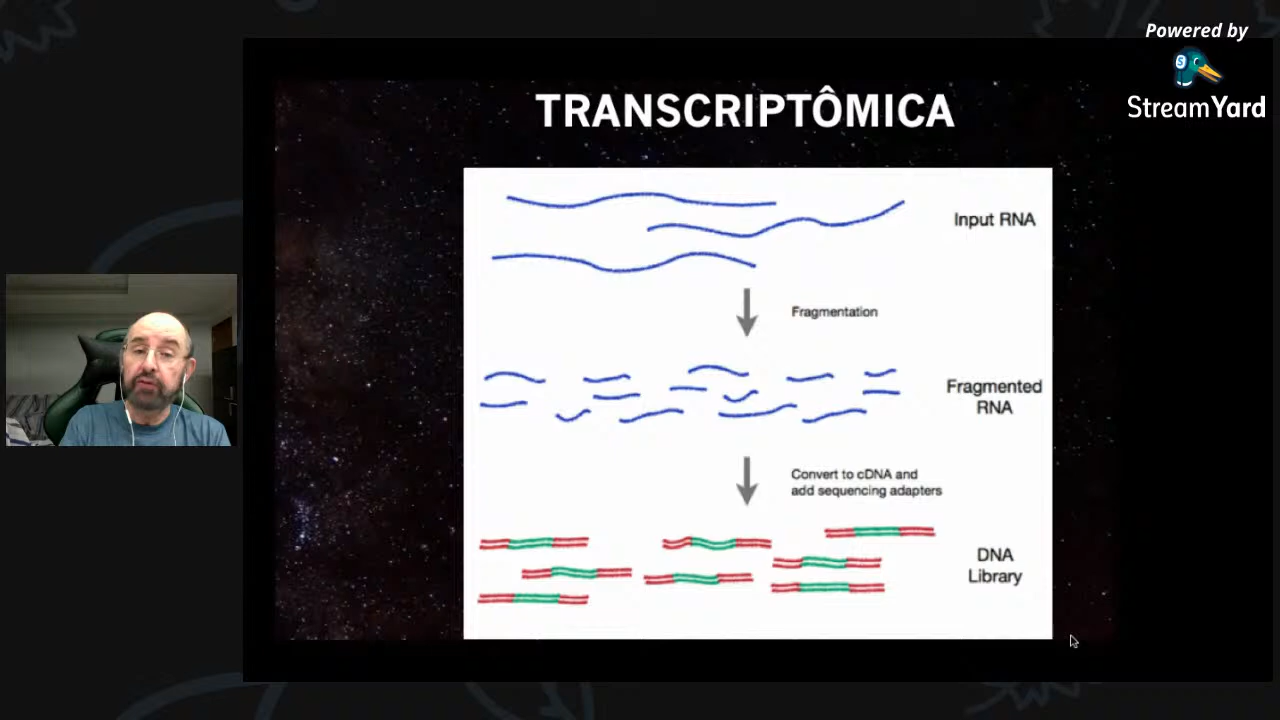 Powered by
StreamYard
TRANSCRIPTÔMICA
Input RNA
Fragmentation
Fragmented
RNA
Convert to cDNA and
add sequencing adapters
DNA
Library